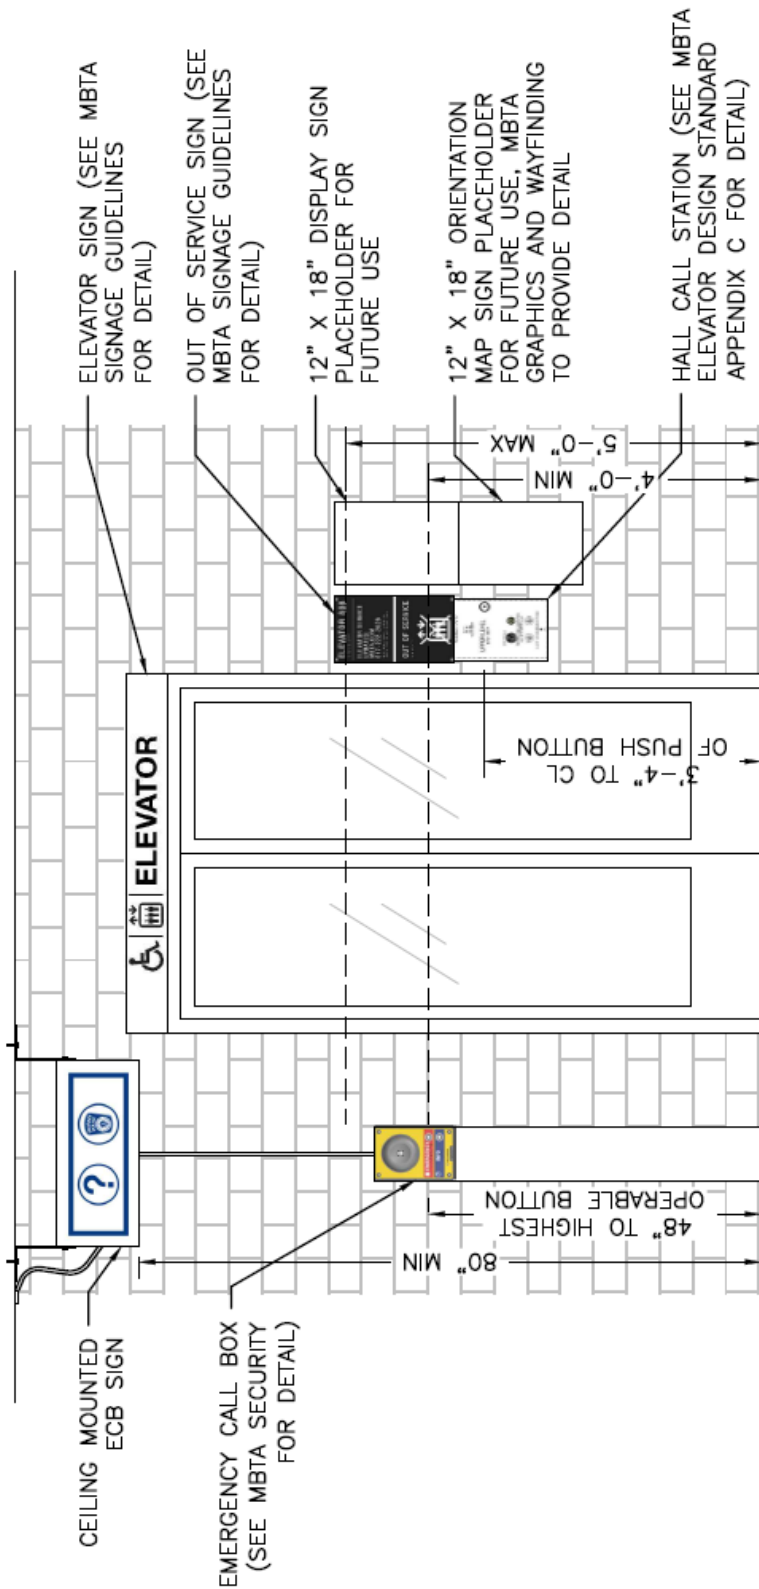 CEILING MOUNTED
ECB SIGN
EMERGENCY CALL BOX
(SEE MBTA SECURITY
FOR DETAIL)
?
80" MIN
48" TO HIGHEST
OPERABLE BUTTON
ELEVATOR
3'-4" TO CL
OF PUSH BUTTON
OUT OF SERVICE
4'-0" MIN
5'-0" MAX
ELEVATOR SIGN (SEE MBTA
SIGNAGE GUIDELINES
FOR DETAIL)
OUT OF SERVICE SIGN (SEE
MBTA SIGNAGE GUIDELINES
FOR DETAIL)
12" X 18" DISPLAY SIGN
PLACEHOLDER FOR
FUTURE USE
12" X 18" ORIENTATION
MAP SIGN PLACEHOLDER
FOR FUTURE USE, MBTA
GRAPHICS AND WAYFINDING
TO PROVIDE DETAIL
HALL CALL STATION (SEE MBTA
ELEVATOR DESIGN STANDARD
APPENDIX C FOR DETAIL)